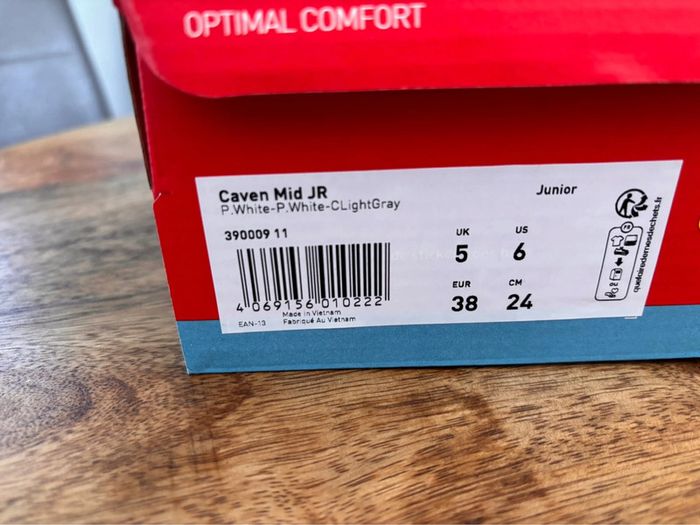 OPTIMAL COMFORT
Caven Mid JR
Junior
P.White-P.White-CLightGray
390009 11
UK
US
5
6
EUR
CM
38
24
4 069156 010222
Made in Vietnam
EAN-13
Fabriqué Au Vietnam
quefairedemesdechets.fr
FR